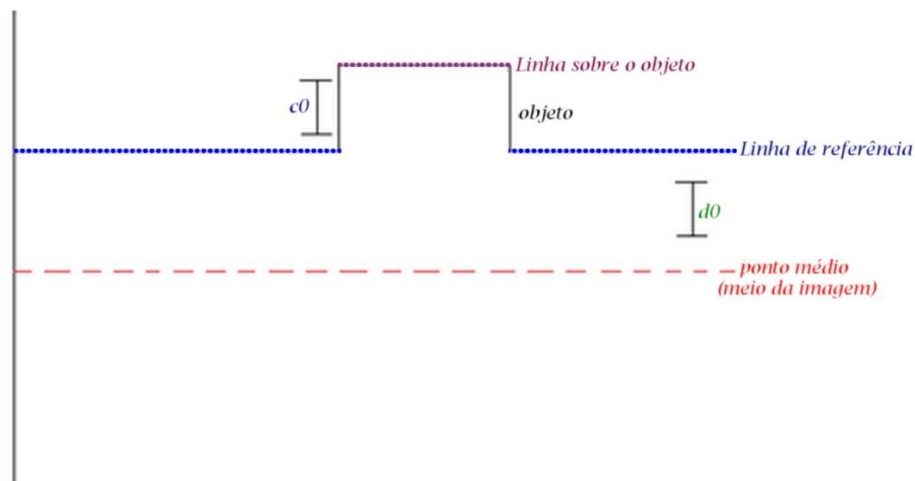 Linha sobre o objeto
c0
objeto
Linha de referência
d0
ponto médio
(meio da imagem)